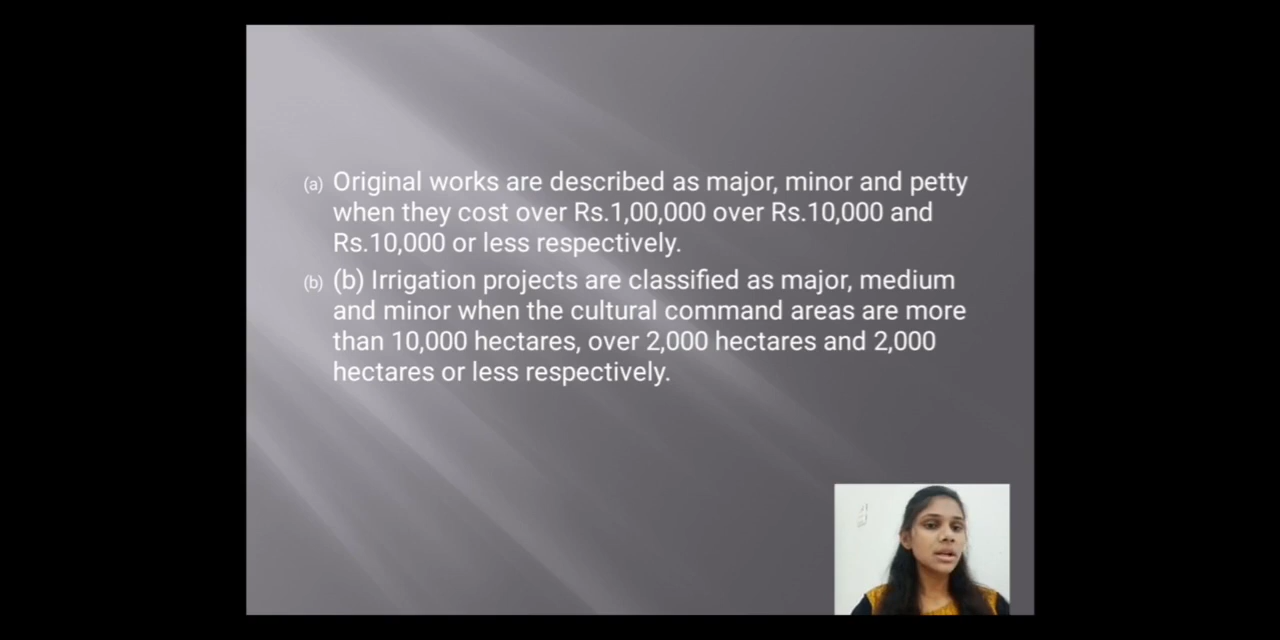 (a) Original works are described as major, minor and petty
when they cost over Rs.1,00,000 over Rs.10,000 and
Rs.10,000 or less respectively.
(b) (b) Irrigation projects are classified as major, medium
and minor when the cultural command areas are more
than 10,000 hectares, over 2,000 hectares and 2,000
hectares or less respectively.